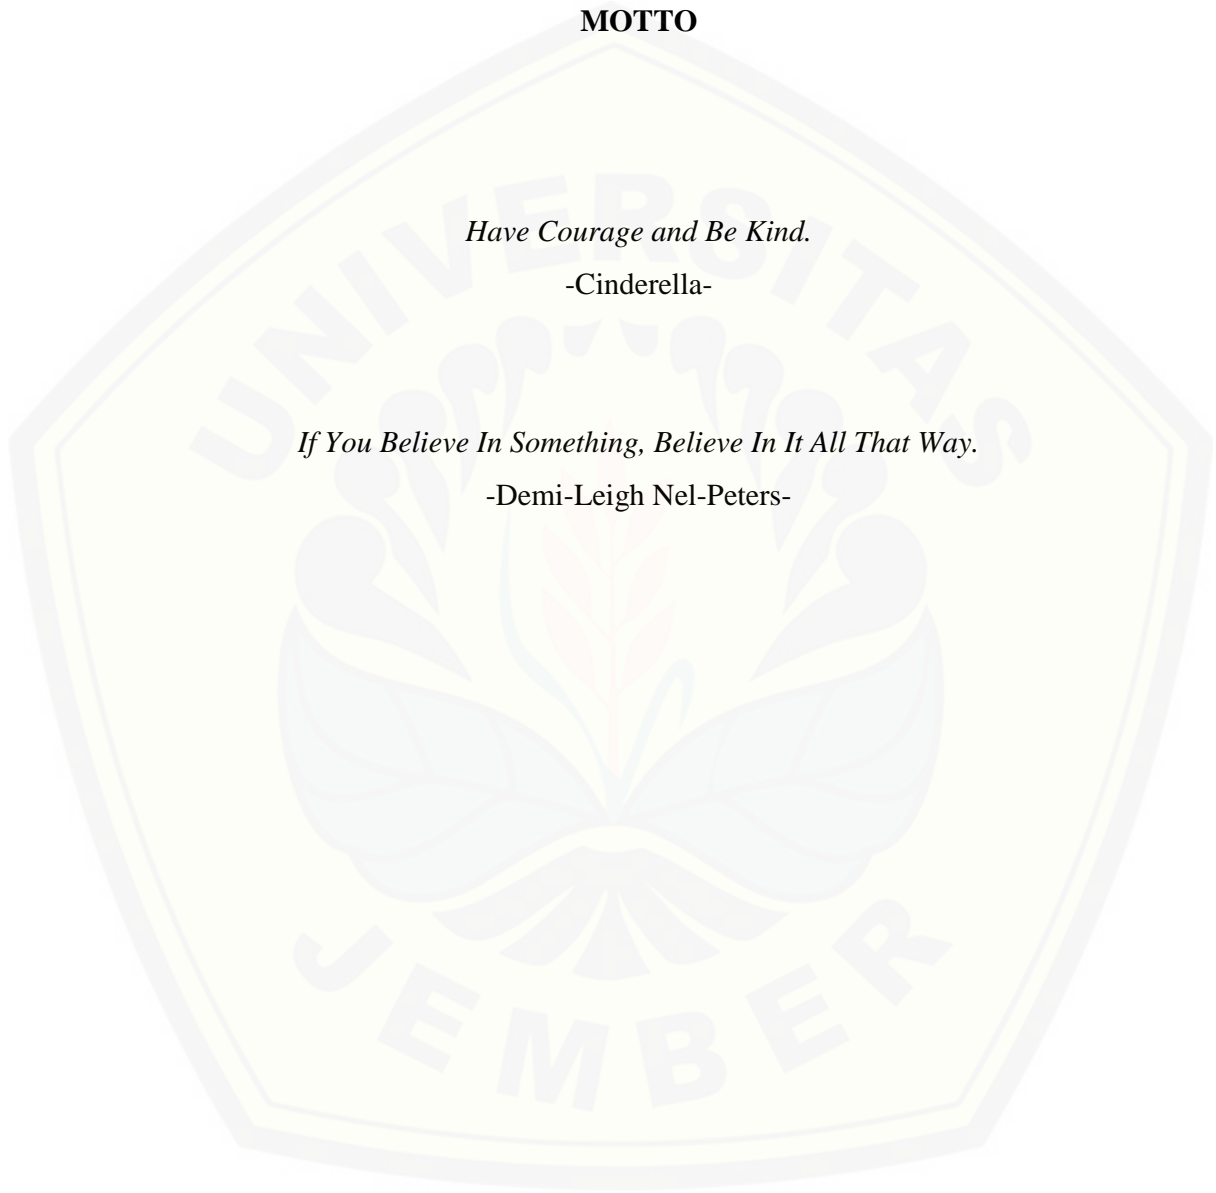 MOTTO
UNIVERSITAS
Have Courage and Be Kind.
-Cinderella-
If You Believe In Something, Believe In It All That Way.
-Demi-Leigh Nel-Peters-
JEMBER